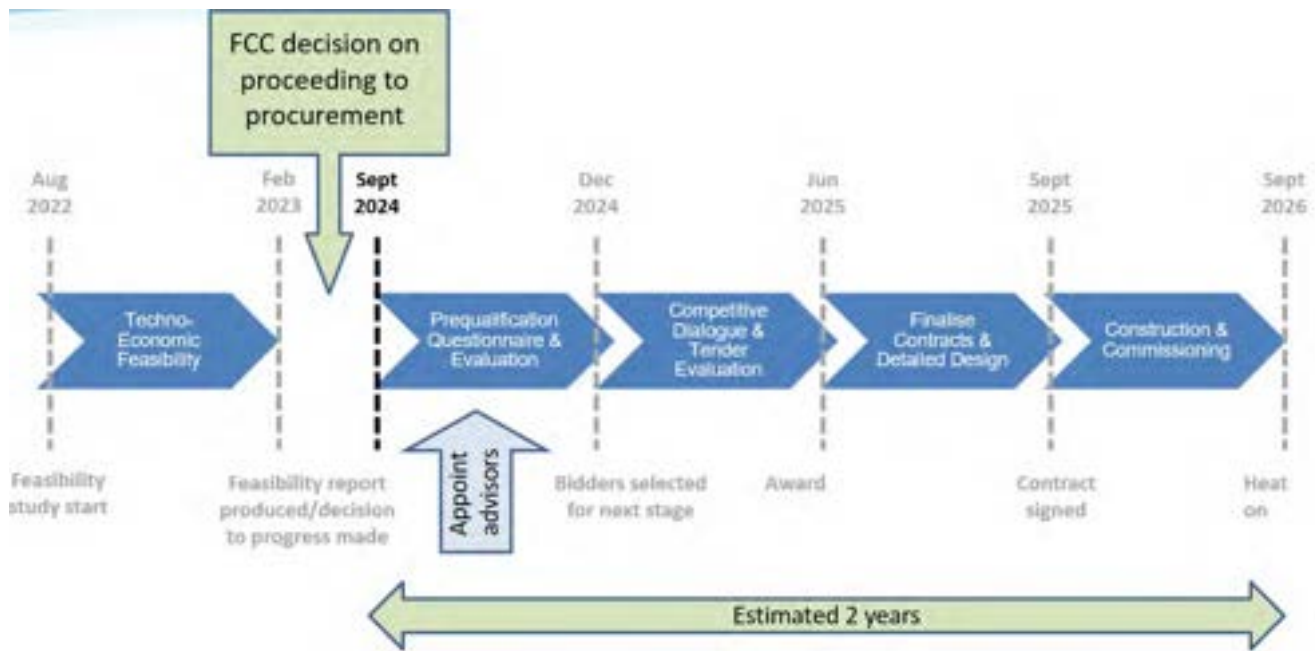 FCC decision on
proceeding to
procurement
Aug
2022
Feb
2023
Sept
2024
Dec
2024
Jun
2025
Sept
2025
Sept
2026
Techno-
Economic
Feasibility
Prequalification
Questionnaire &
Evaluation
Competitive
Dialogue &
Tender
Evaluation
Finalise
Contracts &
Detailed Design
Construction &
Commissioning
Feasibility
study start
Feasibility report
produced/decision
to progress made
Appoint
advisors
Bidders selected
for next stage
Award
Contract
signed
Heat
on
Estimated 2 years